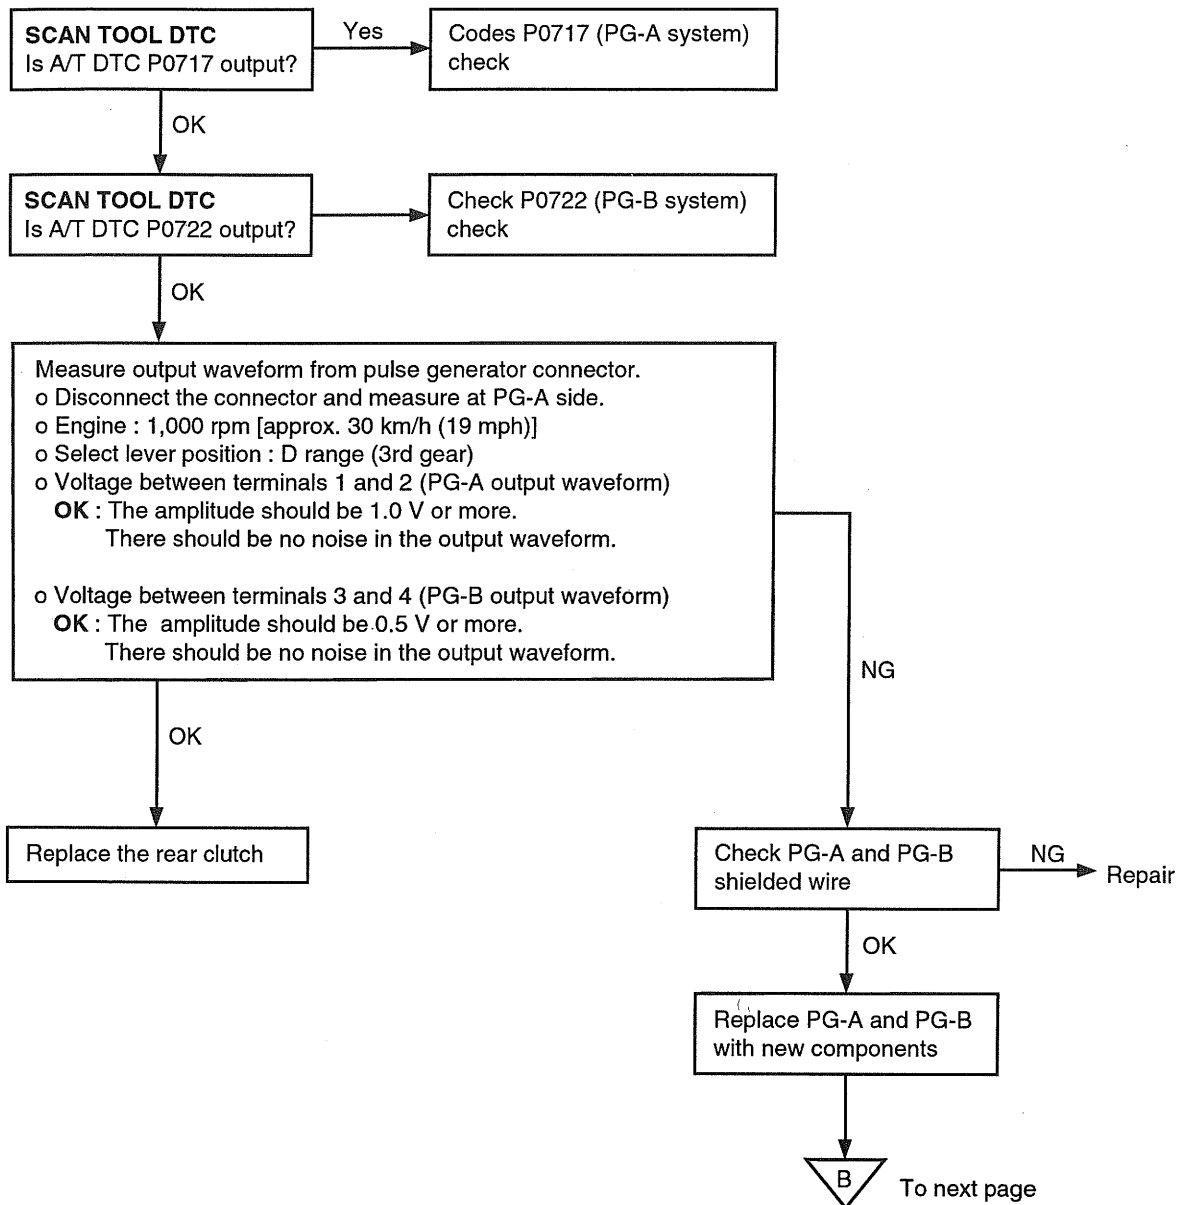 SCAN TOOL DTC
Is A/T DTC P0717 output?
Yes
Codes P0717 (PG-A system)
check
OK
SCAN TOOL DTC
Is A/T DTC P0722 output?
Check P0722 (PG-B system)
check
OK
Measure output waveform from pulse generator connector.
o Disconnect the connector and measure at PG-A side.
o Engine : 1,000 rpm [approx. 30 km/h (19 mph)]
o Select lever position : D range (3rd gear)
o Voltage between terminals 1 and 2 (PG-A output waveform)
OK : The amplitude should be 1.0 V or more.
There should be no noise in the output waveform.
o Voltage between terminals 3 and 4 (PG-B output waveform)
OK : The amplitude should be 0.5 V or more.
There should be no noise in the output waveform.
NG
OK
Replace the rear clutch
Check PG-A and PG-B
shielded wire
NG
Repair
OK
Replace PG-A and PG-B
with new components
B
To next page